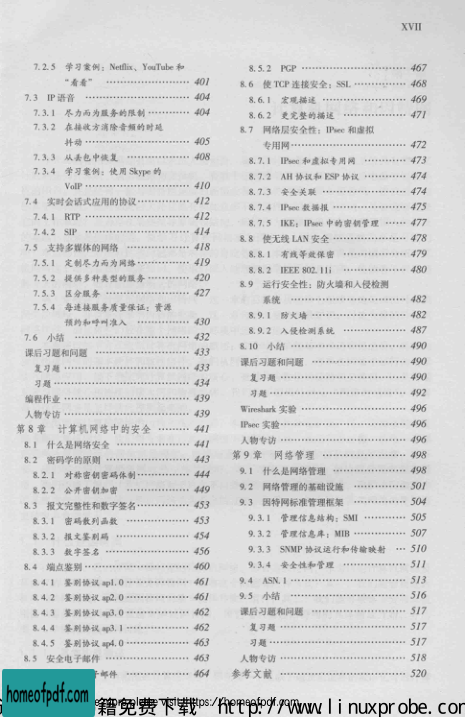 XVII
7.2.5 学习案例：Netflix、YouTube 和
“看看” ……………………… 401
7.3 IP 语音 ……………………………… 404
7.3.1 尽力而为服务的限制 ………… 404
7.3.2 在接收方消除音频的时延
抖动 …………………………… 405
7.3.3 从丢包中恢复 ………………… 408
7.3.4 学习案例：使用 Skype 的
VoIP …………………………… 410
7.4 实时会话式应用的协议 …………… 412
7.4.1 RTP …………………………… 412
7.4.2 SIP …………………………… 414
7.5 支持多媒体的网络 ………………… 418
7.5.1 定制尽力而为网络 …………… 419
7.5.2 提供多种类型的服务 ………… 420
7.5.3 区分服务 ……………………… 427
7.5.4 每连接服务质量保证：资源
预约和呼叫准入 ……………… 430
7.6 小结 ………………………………… 432
课后习题和问题 ………………………… 433
复习题 ………………………………… 433
习题 …………………………………… 434
编程作业 ………………………………… 439
人物专访 ………………………………… 439
第 8 章 计算机网络中的安全 ………… 441
8.1 什么是网络安全 …………………… 441
8.2 密码学的原则 ……………………… 443
8.2.1 对称密钥密码体制 …………… 444
8.2.2 公开密钥加密 ………………… 449
8.3 报文完整性和数字签名 …………… 453
8.3.1 密码散列函数 ………………… 453
8.3.2 报文鉴别码 …………………… 454
8.3.3 数字签名 ……………………… 456
8.4 端点鉴别 …………………………… 460
8.4.1 鉴别协议 ap1.0 ……………… 461
8.4.2 鉴别协议 ap2.0 ……………… 461
8.4.3 鉴别协议 ap3.0 ……………… 462
8.4.4 鉴别协议 ap3.1 ……………… 462
8.4.5 鉴别协议 ap4.0 ……………… 463
8.5 安全电子邮件 ……………………… 463
子邮件 ………………………… 464
8.5.2 PGP …………………………… 467
8.6 使 TCP 连接安全：SSL …………… 468
8.6.1 宏观描述 ……………………… 469
8.6.2 更完整的描述 ………………… 471
8.7 网络层安全性：IPsec 和虚拟
专用网 ……………………………… 472
8.7.1 IPsec 和虚拟专用网 ………… 473
8.7.2 AH 协议和 ESP 协议 ………… 474
8.7.3 安全关联 ……………………… 474
8.7.4 IPsec 数据报 ………………… 475
8.7.5 IKE：IPsec 中的密钥管理 …… 477
8.8 使无线 LAN 安全 ………………… 478
8.8.1 有线等效保密 ………………… 479
8.8.2 IEEE 802.11i ………………… 480
8.9 运行安全性：防火墙和入侵检测
系统 ………………………………… 482
8.9.1 防火墙 ………………………… 482
8.9.2 入侵检测系统 ………………… 487
8.10 小结 ……………………………… 490
课后习题和问题 ………………………… 490
复习题 ………………………………… 490
习题 …………………………………… 492
Wireshark 实验 ………………………… 496
IPsec 实验 ……………………………… 496
人物专访 ………………………………… 496
第 9 章 网络管理 ……………………… 498
9.1 什么是网络管理 …………………… 498
9.2 网络管理的基础设施 ……………… 501
9.3 因特网标准管理框架 ……………… 504
9.3.1 管理信息结构：SMI ………… 505
9.3.2 管理信息库：MIB …………… 507
9.3.3 SNMP 协议运行和传输映射 … 510
9.3.4 安全性和管理 ………………… 511
9.4 ASN.1 ……………………………… 513
9.5 小结 ………………………………… 516
课后习题和问题 ………………………… 517
复习题 ………………………………… 517
习题 …………………………………… 517
人物专访 ………………………………… 518
参考文献 ………………………………… 520
homeofpdf.com
visit https://homeofpdf.com
籍免费下载 http://www.linuxprobe.com